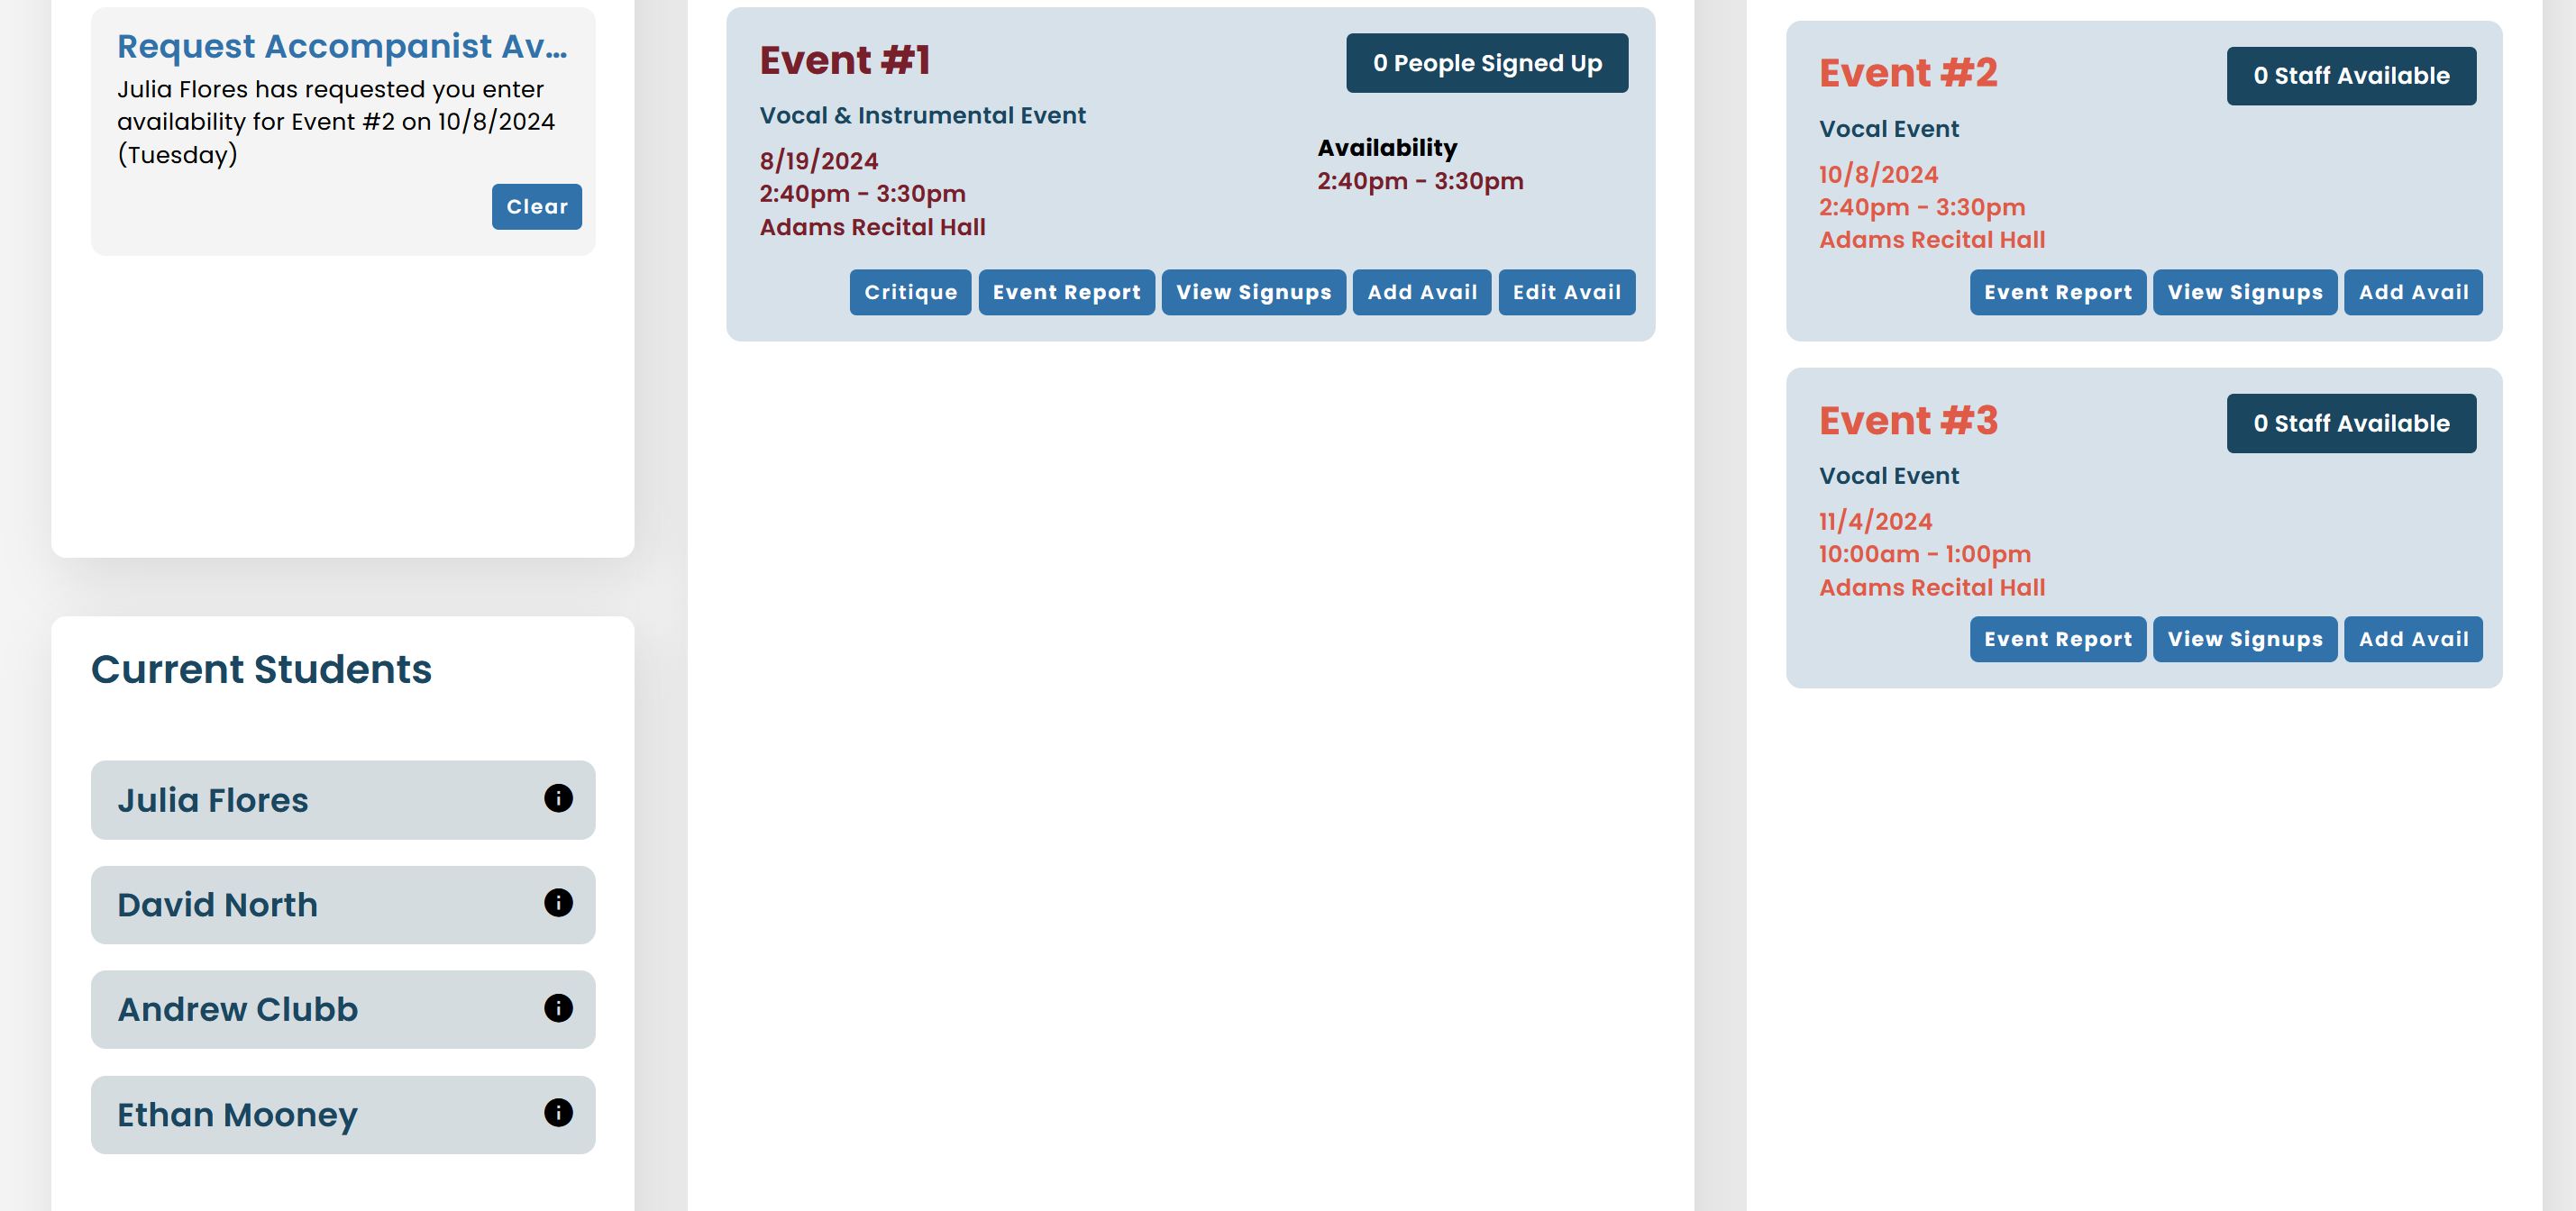 Request Accompanist Av...
Julia Flores has requested you enter
availability for Event #2 on 10/8/2024
(Tuesday)
Clear
Current Students
Julia Flores
David North
Andrew Clubb
Ethan Mooney
Event #1
0 People Signed Up
Vocal & Instrumental Event
8/19/2024
2:40pm - 3:30pm
Adams Recital Hall
Availability
2:40pm - 3:30pm
Critique
Event Report
View Signups
Add Avail
Edit Avail
Event #2
0 Staff Available
Vocal Event
10/8/2024
2:40pm - 3:30pm
Adams Recital Hall
Event Report
View Signups
Add Avail
Event #3
0 Staff Available
Vocal Event
11/4/2024
10:00am - 1:00pm
Adams Recital Hall
Event Report
View Signups
Add Avail